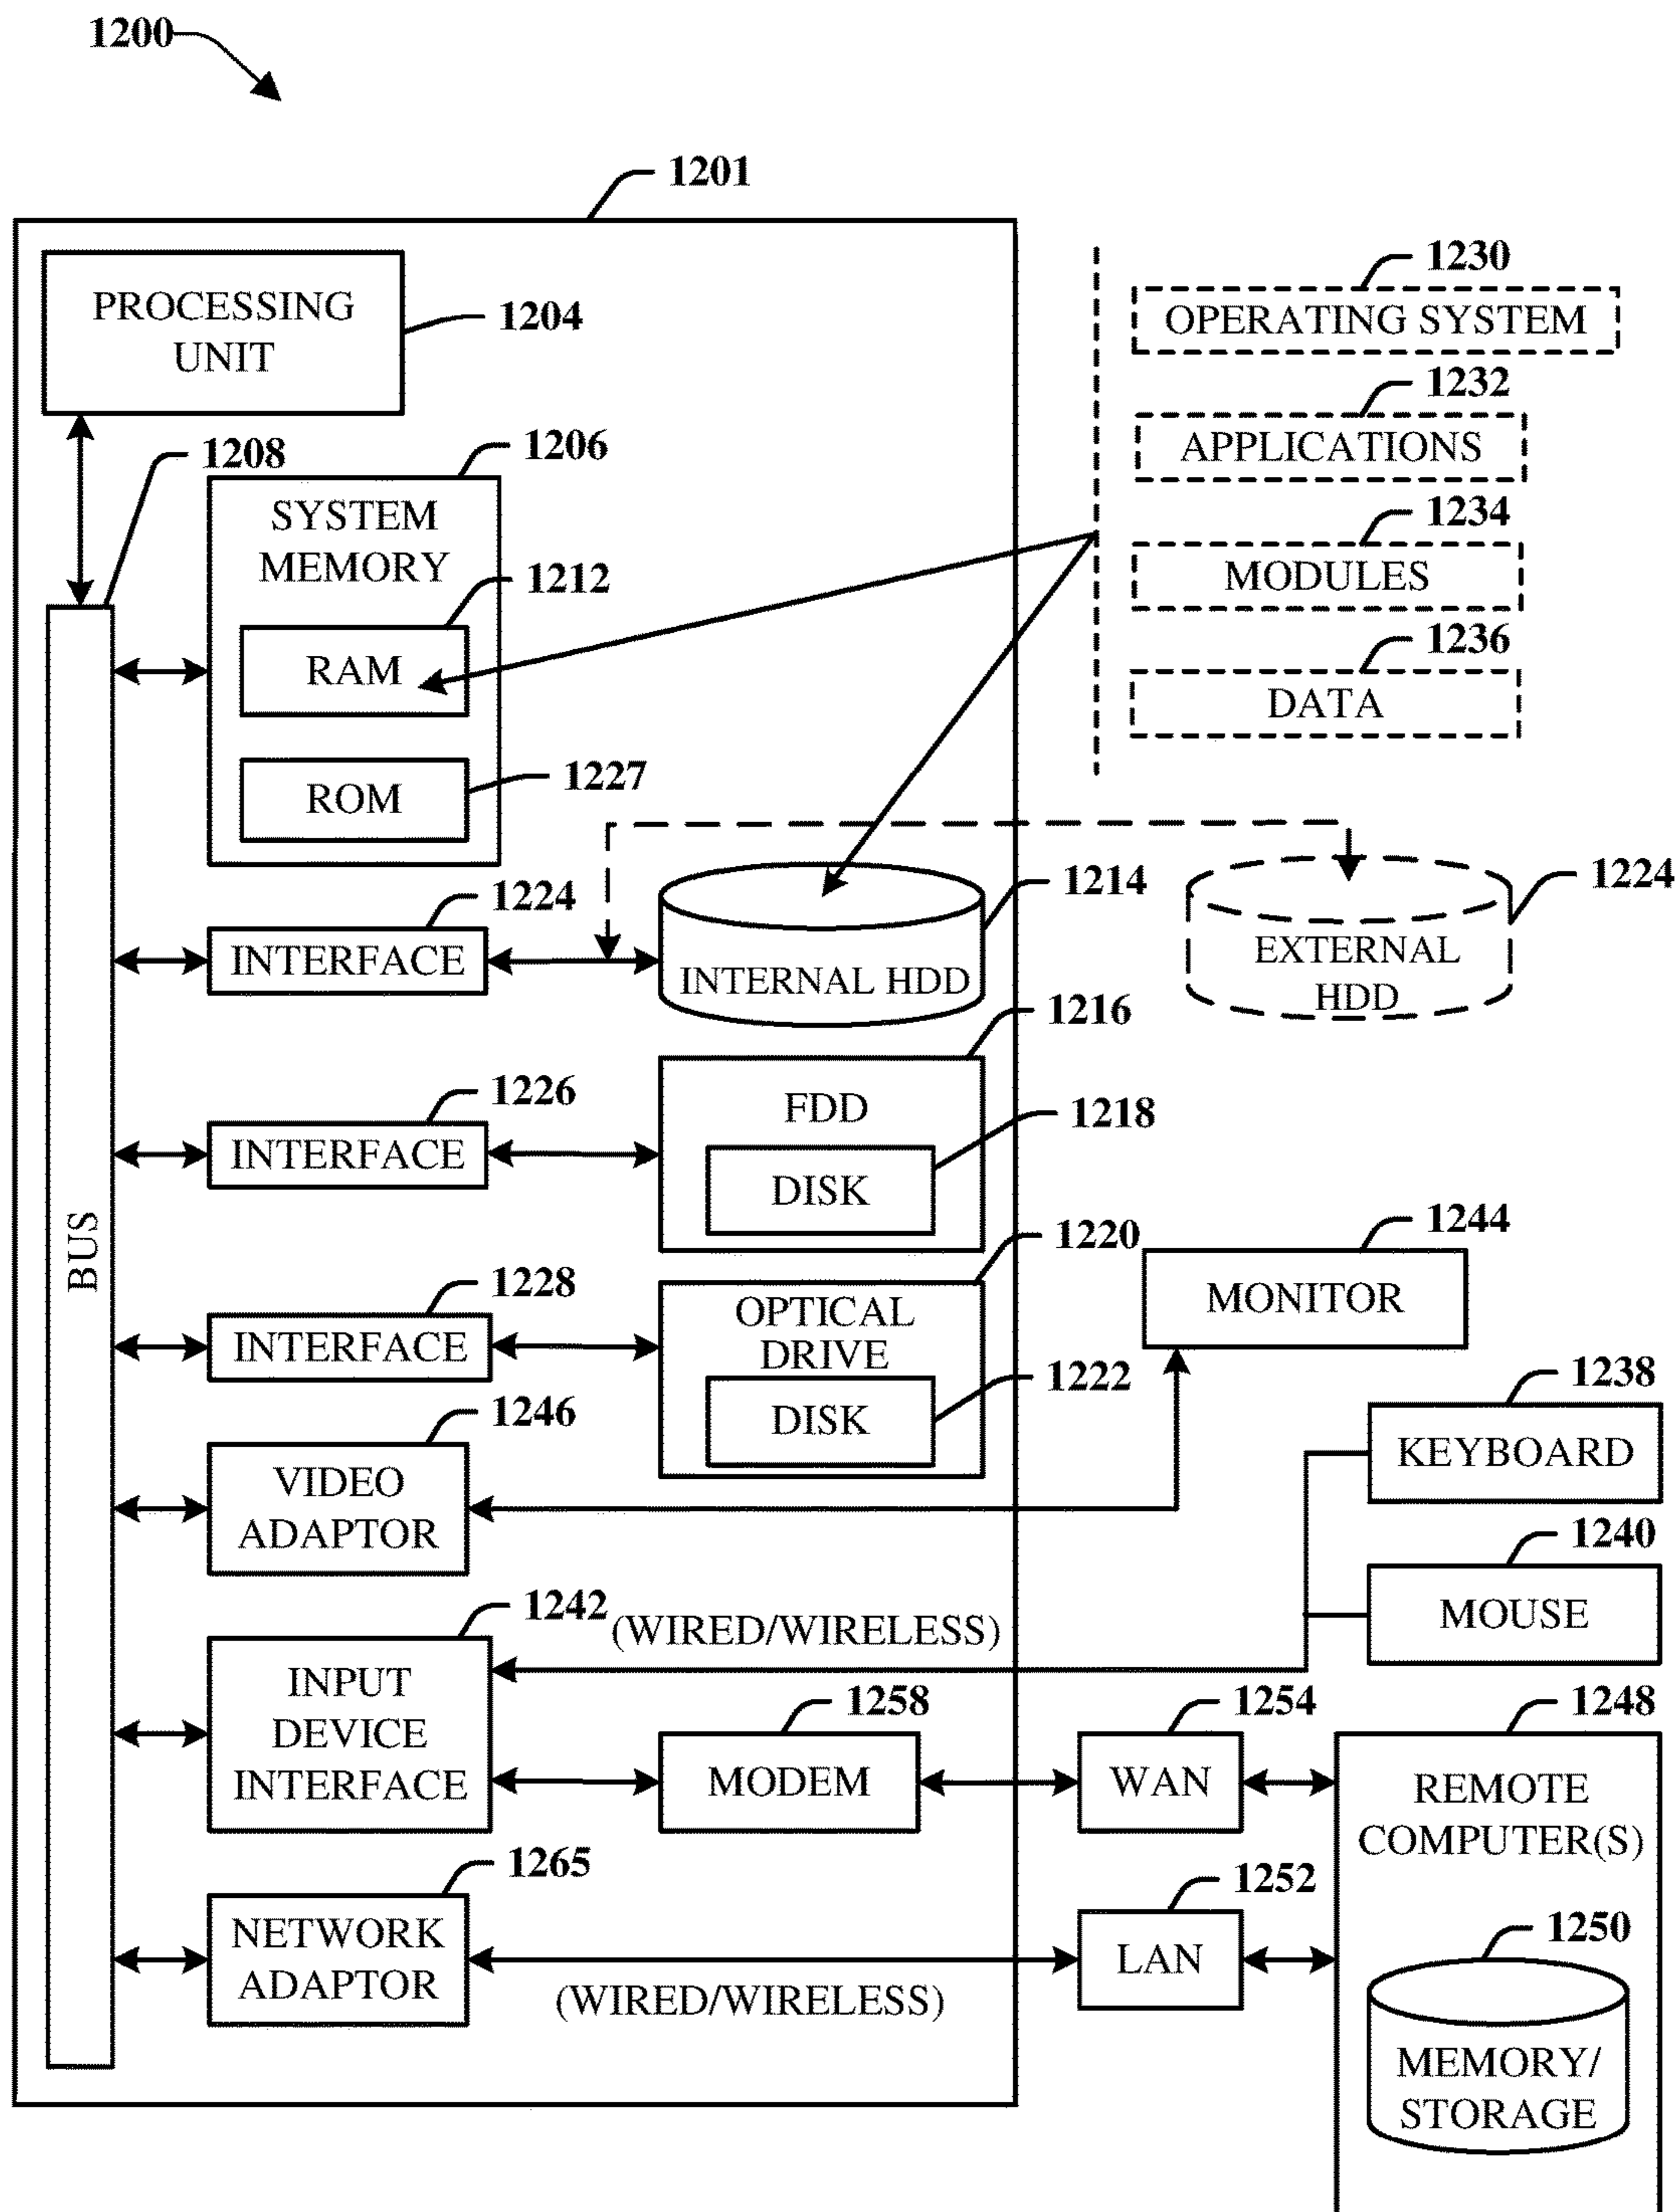 1200
1201
PROCESSING
UNIT
1204
1230
OPERATING SYSTEM
1232
APPLICATIONS
1234
MODULES
1236
DATA
1208
1206
SYSTEM
MEMORY
1212
RAM
ROM
1227
1224
INTERFACE
1214
INTERNAL HDD
1224
EXTERNAL
HDD
1216
1226
INTERFACE
FDD
1218
DISK
BUS
1220
1244
MONITOR
1228
INTERFACE
OPTICAL
DRIVE
1222
DISK
1238
KEYBOARD
1246
VIDEO
ADAPTOR
1240
MOUSE
1242
(WIRED/WIRELESS)
INPUT
DEVICE
INTERFACE
1258
MODEM
1254
WAN
1248
REMOTE
COMPUTER(S)
1265
NETWORK
ADAPTOR
(WIRED/WIRELESS)
1252
LAN
1250
MEMORY/
STORAGE